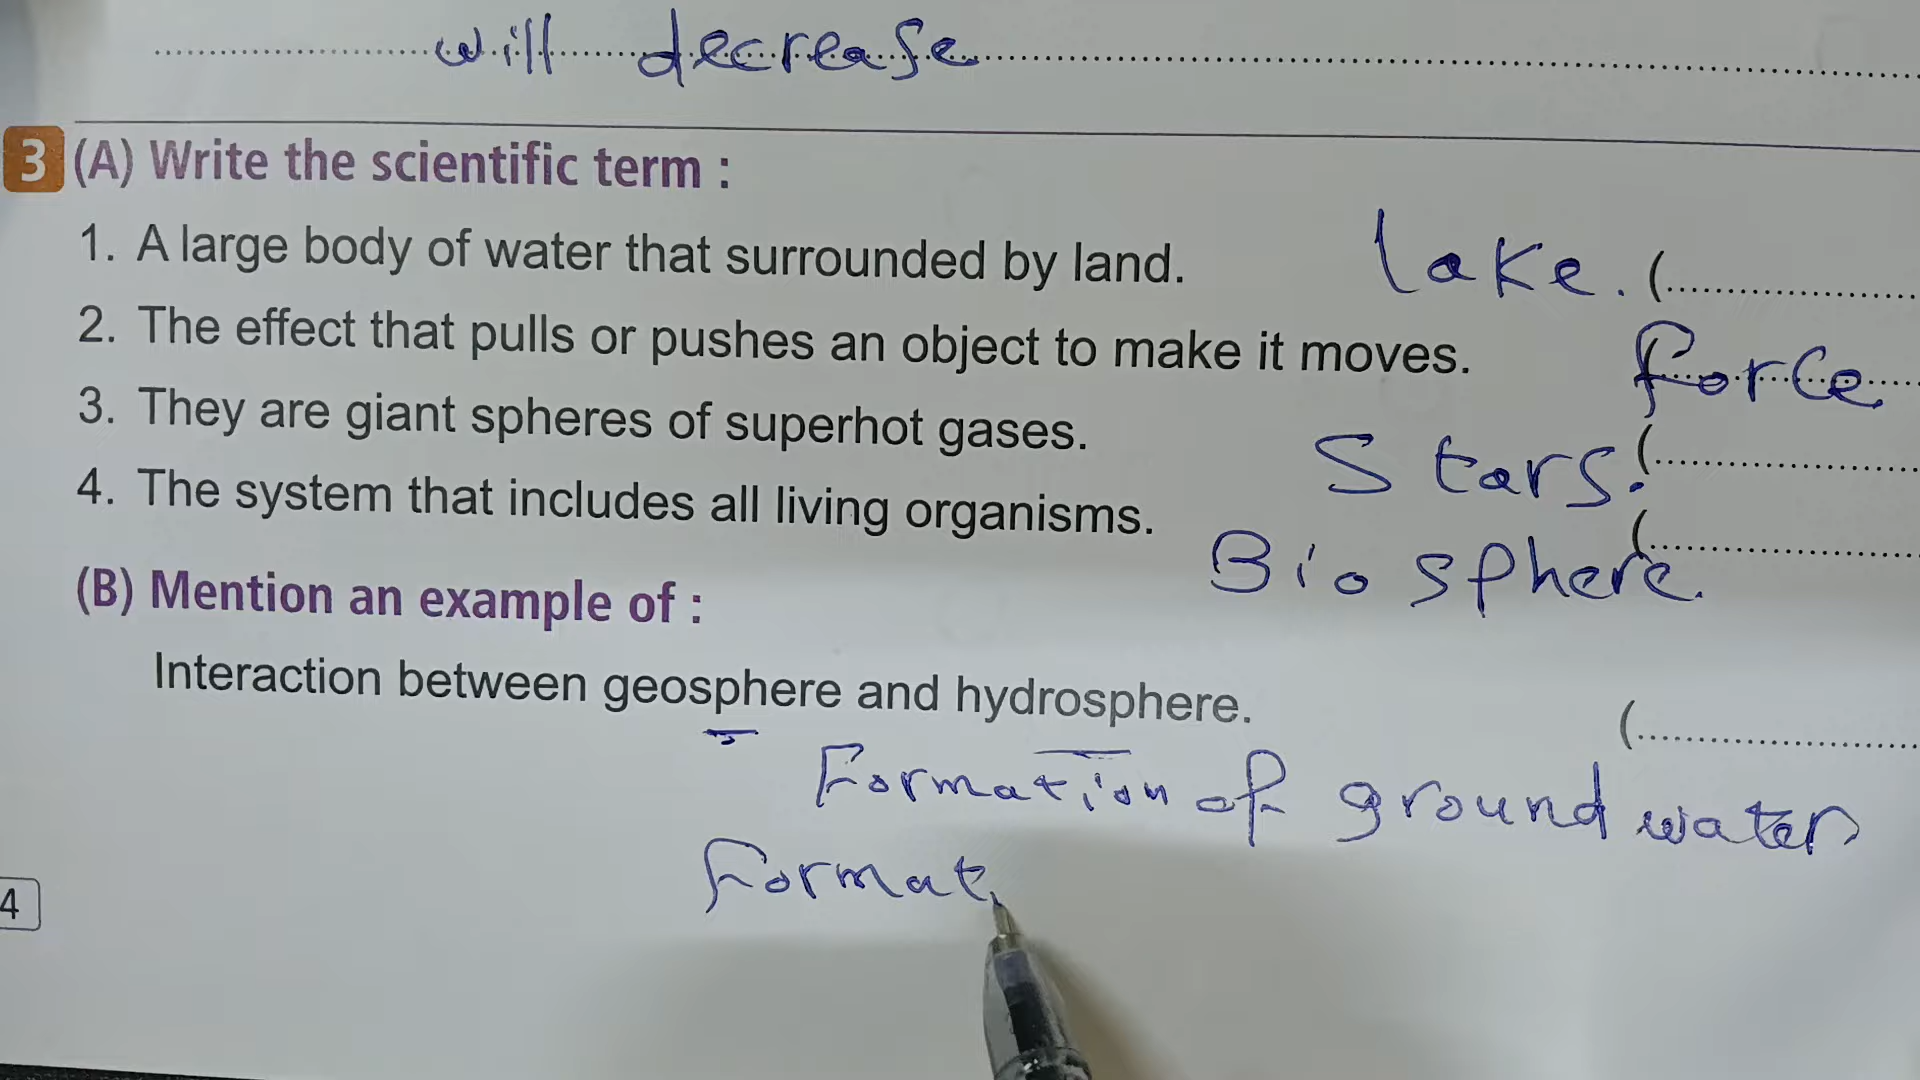 will decrease.
3 (A) Write the scientific term :
1. A large body of water that surrounded by land. lake. (
2. The effect that pulls or pushes an object to make it moves. force
3. They are giant spheres of superhot gases. Stars. (
4. The system that includes all living organisms. Biosphere. (
(B) Mention an example of :
Interaction between geosphere and hydrosphere. (
Formation of ground water
Format
4